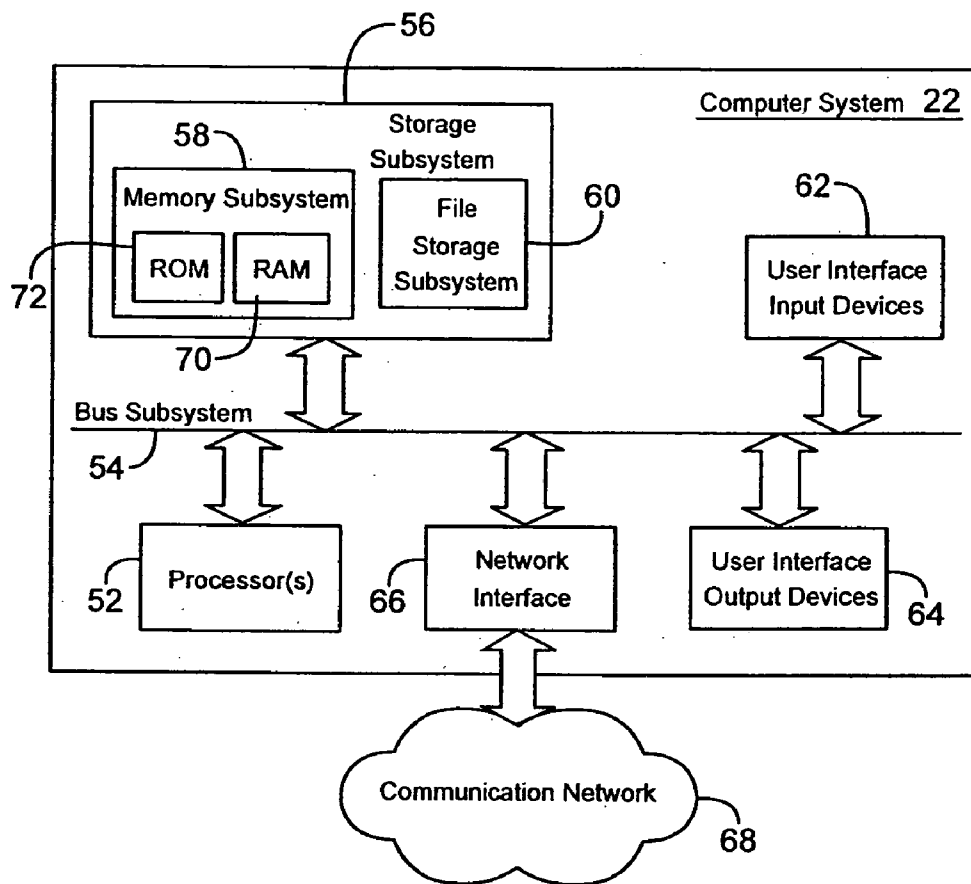 56
Computer System 22
Storage
Subsystem
58
Memory Subsystem
File
Storage
Subsystem
60
62
ROM
RAM
72
70
User Interface
Input Devices
Bus Subsystem
54
Processor(s)
52
Network
Interface
66
User Interface
Output Devices
64
Communication Network
68